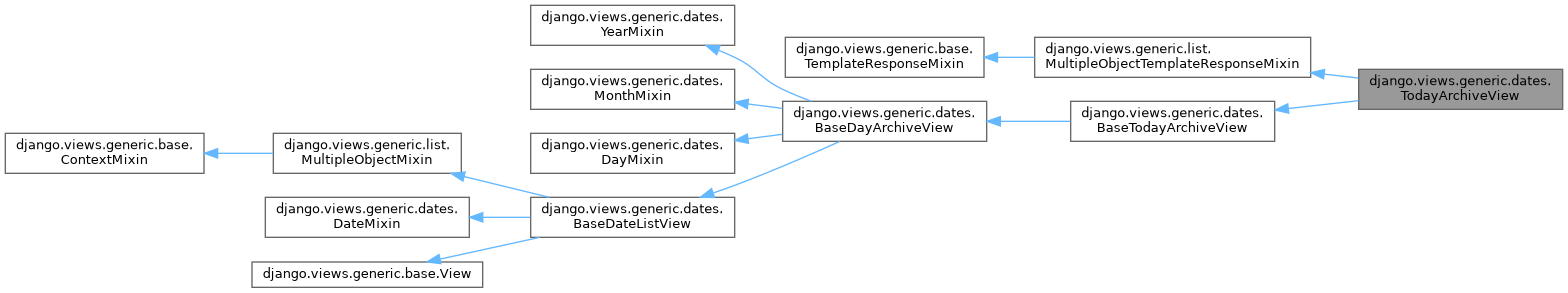 django.views.generic.dates.
YearMixin
django.views.generic.base.
TemplateResponseMixin
django.views.generic.list.
MultipleObjectTemplateResponseMixin
django.views.generic.dates.
TodayArchiveView
django.views.generic.dates.
MonthMixin
django.views.generic.dates.
BaseDayArchiveView
django.views.generic.dates.
BaseTodayArchiveView
django.views.generic.base.
ContextMixin
django.views.generic.list.
MultipleObjectMixin
django.views.generic.dates.
DayMixin
django.views.generic.dates.
DateMixin
django.views.generic.dates.
BaseDateListView
django.views.generic.base.View